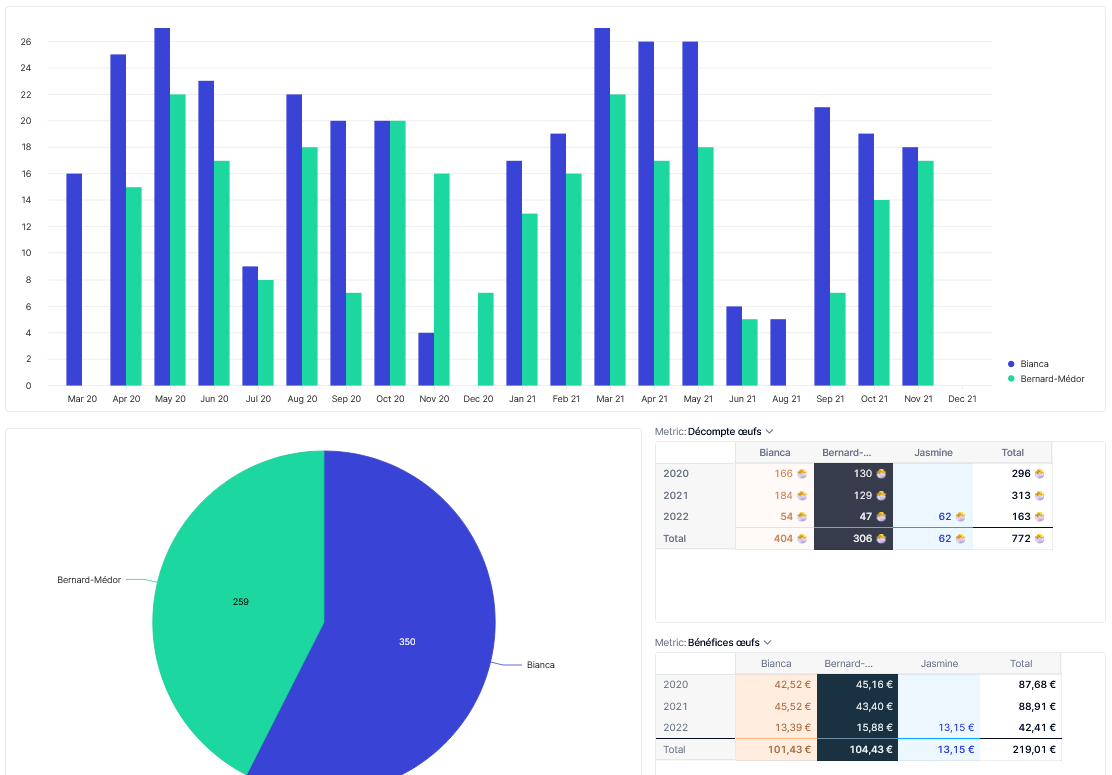 26
24
22
20
18
16
14
12
10
8
6
4
2
0
Mar 20 Apr 20 May 20 Jun 20 Jul 20 Aug 20 Sep 20 Oct 20 Nov 20 Dec 20 Jan 21 Feb 21 Mar 21 Apr 21 May 21 Jun 21 Aug 21 Sep 21 Oct 21 Nov 21 Dec 21
Bianca
Bernard-Médor
Bernard-Médor
259
350
Bianca
Metric: Décompte œufs
Bianca Bernard-... Jasmine Total
2020 166 130 296
2021 184 129 313
2022 54 47 62 163
Total 404 306 62 772
Metric: Bénéfices œufs
Bianca Bernard-... Jasmine Total
2020 42,52 € 45,16 € 87,68 €
2021 45,52 € 43,40 € 88,91 €
2022 13,39 € 15,88 € 13,15 € 42,41 €
Total 101,43 € 104,43 € 13,15 € 219,01 €